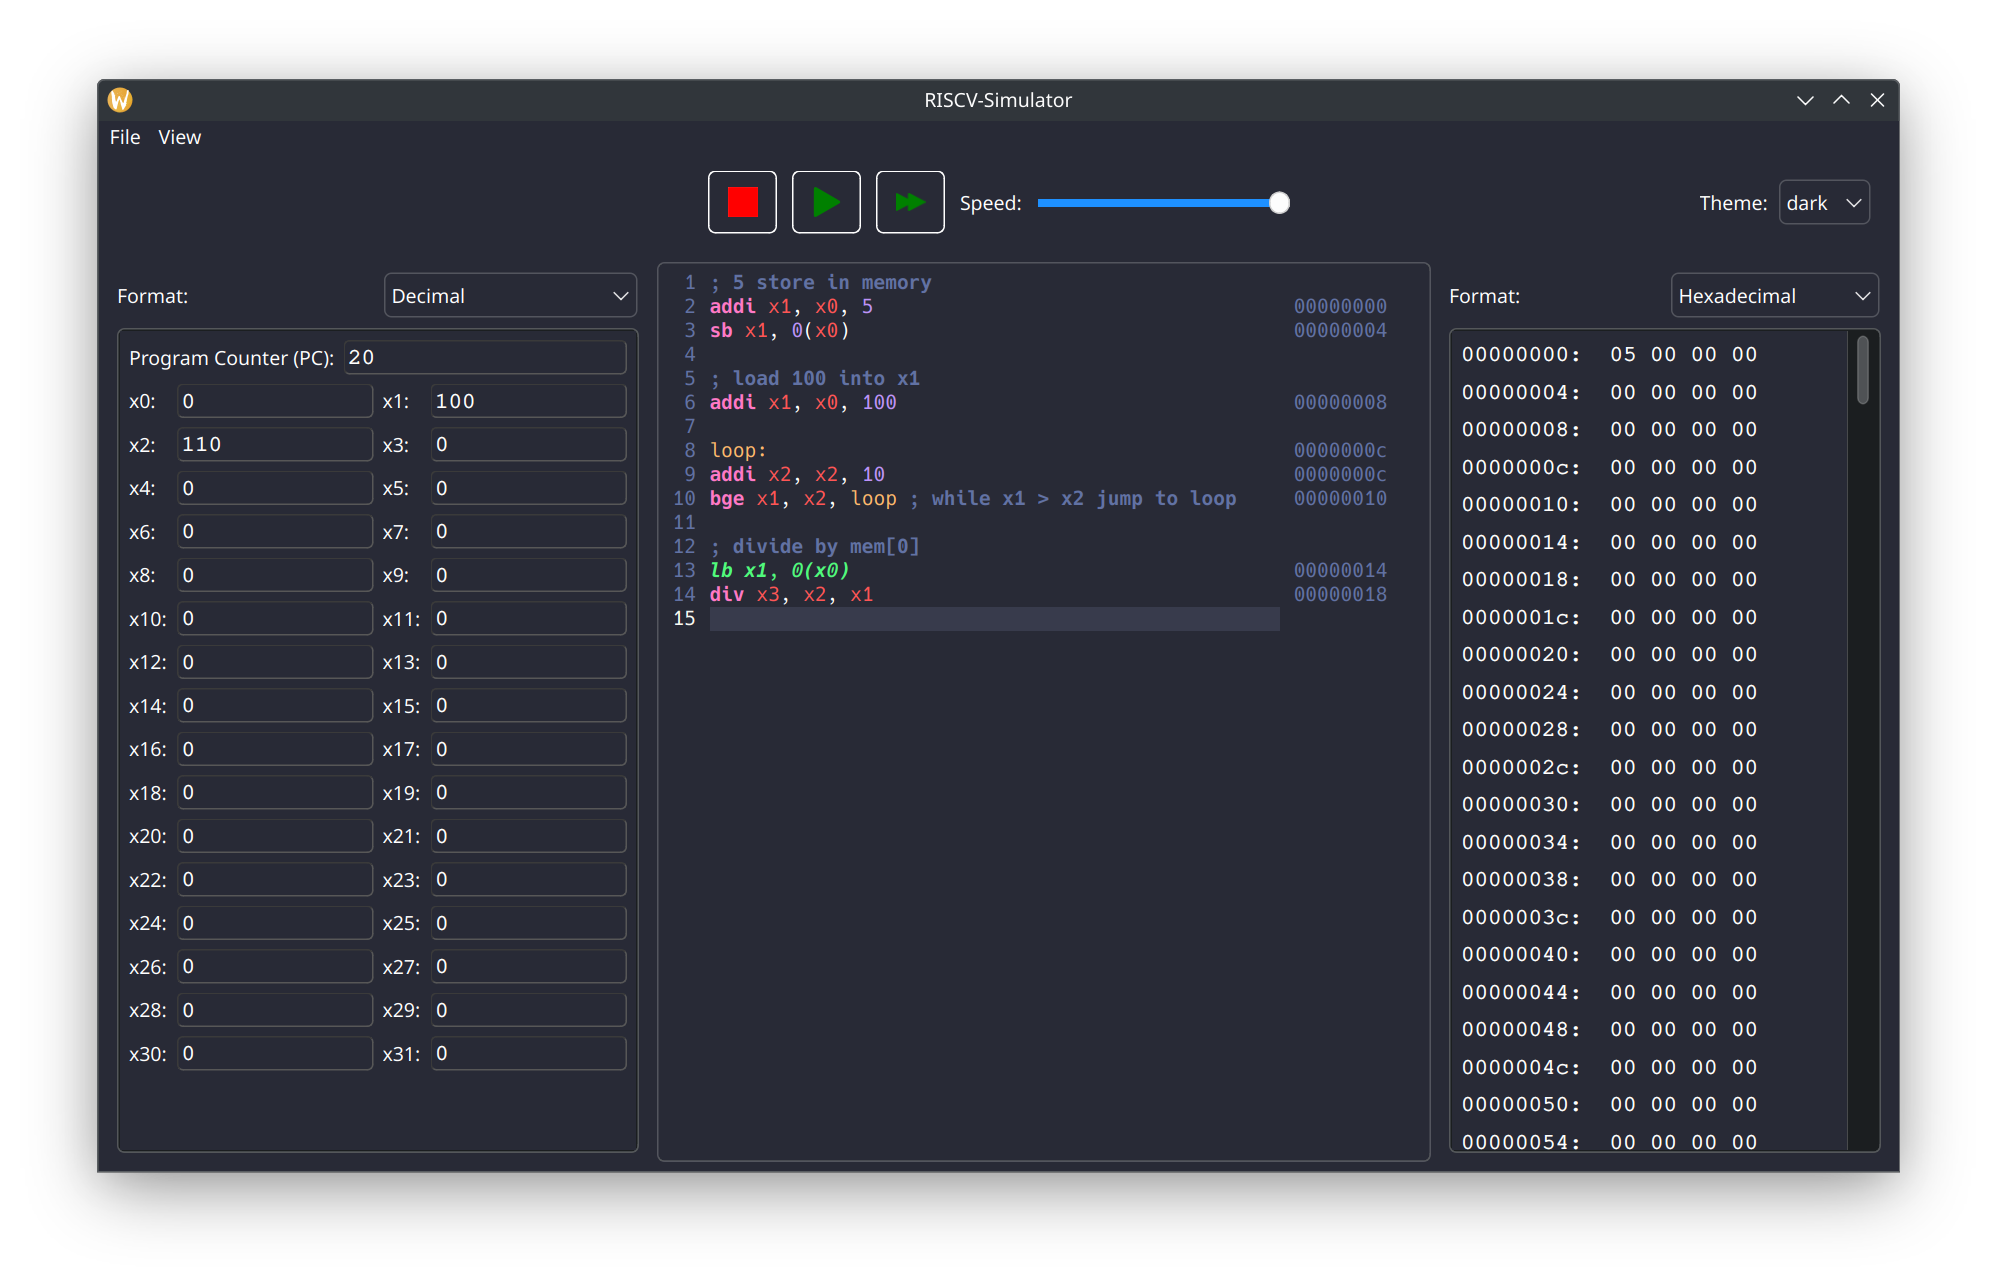 RISCV-Simulator
File View
Speed: Theme: dark
Format: Decimal
Program Counter (PC): 20
x0: 0 x1: 100
x2: 110 x3: 0
x4: 0 x5: 0
x6: 0 x7: 0
x8: 0 x9: 0
x10: 0 x11: 0
x12: 0 x13: 0
x14: 0 x15: 0
x16: 0 x17: 0
x18: 0 x19: 0
x20: 0 x21: 0
x22: 0 x23: 0
x24: 0 x25: 0
x26: 0 x27: 0
x28: 0 x29: 0
x30: 0 x31: 0
1 ; 5 store in memory
2 addi x1, x0, 5 00000000
3 sb x1, 0(x0) 00000004
4
5 ; load 100 into x1
6 addi x1, x0, 100 00000008
7
8 loop: 0000000c
9 addi x2, x2, 10 0000000c
10 bge x1, x2, loop ; while x1 > x2 jump to loop 00000010
11
12 ; divide by mem[0]
13 lb x1, 0(x0) 00000014
14 div x3, x2, x1 00000018
15
Format: Hexadecimal
00000000: 05 00 00 00
00000004: 00 00 00 00
00000008: 00 00 00 00
0000000c: 00 00 00 00
00000010: 00 00 00 00
00000014: 00 00 00 00
00000018: 00 00 00 00
0000001c: 00 00 00 00
00000020: 00 00 00 00
00000024: 00 00 00 00
00000028: 00 00 00 00
0000002c: 00 00 00 00
00000030: 00 00 00 00
00000034: 00 00 00 00
00000038: 00 00 00 00
0000003c: 00 00 00 00
00000040: 00 00 00 00
00000044: 00 00 00 00
00000048: 00 00 00 00
0000004c: 00 00 00 00
00000050: 00 00 00 00
00000054: 00 00 00 00